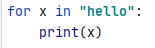 for x in "hello":
    print(x)